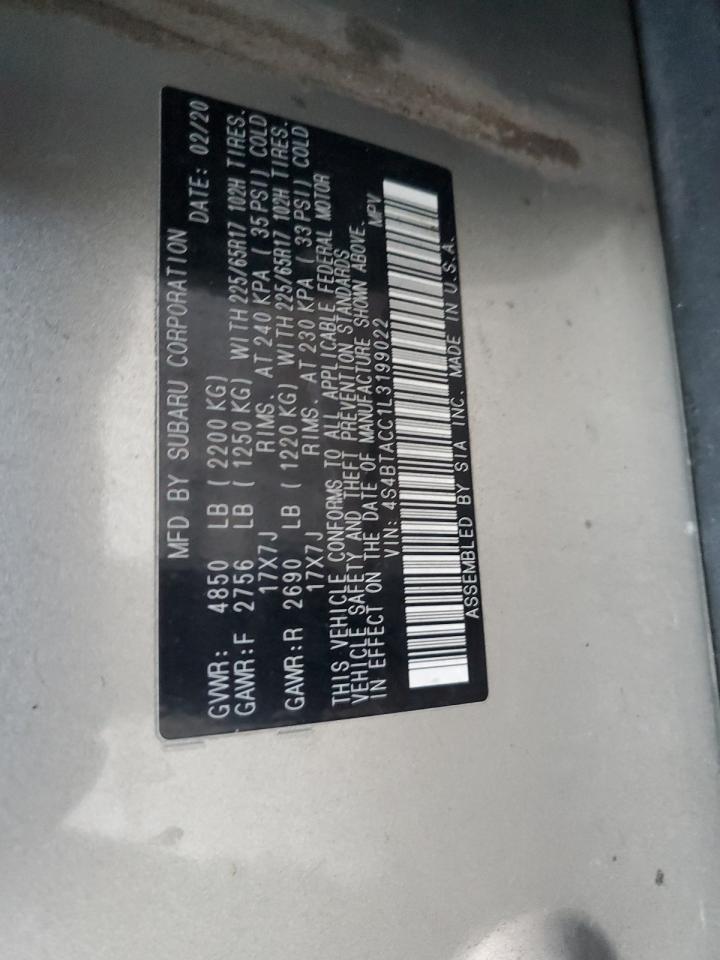 MFD BY SUBARU CORPORATION DATE: 02/20
GVWR: 4850 LB ( 2200 KG)
GAWR:F 2756 LB ( 1250 KG) WITH 225/65R17 102H TIRES.
17X7J RIMS. AT 240 KPA ( 35 PSI) COLD
GAWR:R 2690 LB ( 1220 KG) WITH 225/65R17 102H TIRES.
17X7J RIMS. AT 230 KPA ( 33 PSI) COLD
THIS VEHICLE CONFORMS TO ALL APPLICABLE FEDERAL MOTOR
VEHICLE SAFETY AND THEFT PREVENTION STANDARDS
IN EFFECT ON THE DATE OF MANUFACTURE SHOWN ABOVE.
VIN: 4S4BTACC1L3199022 MPV
ASSEMBLED BY SIA INC. MADE IN U.S.A.